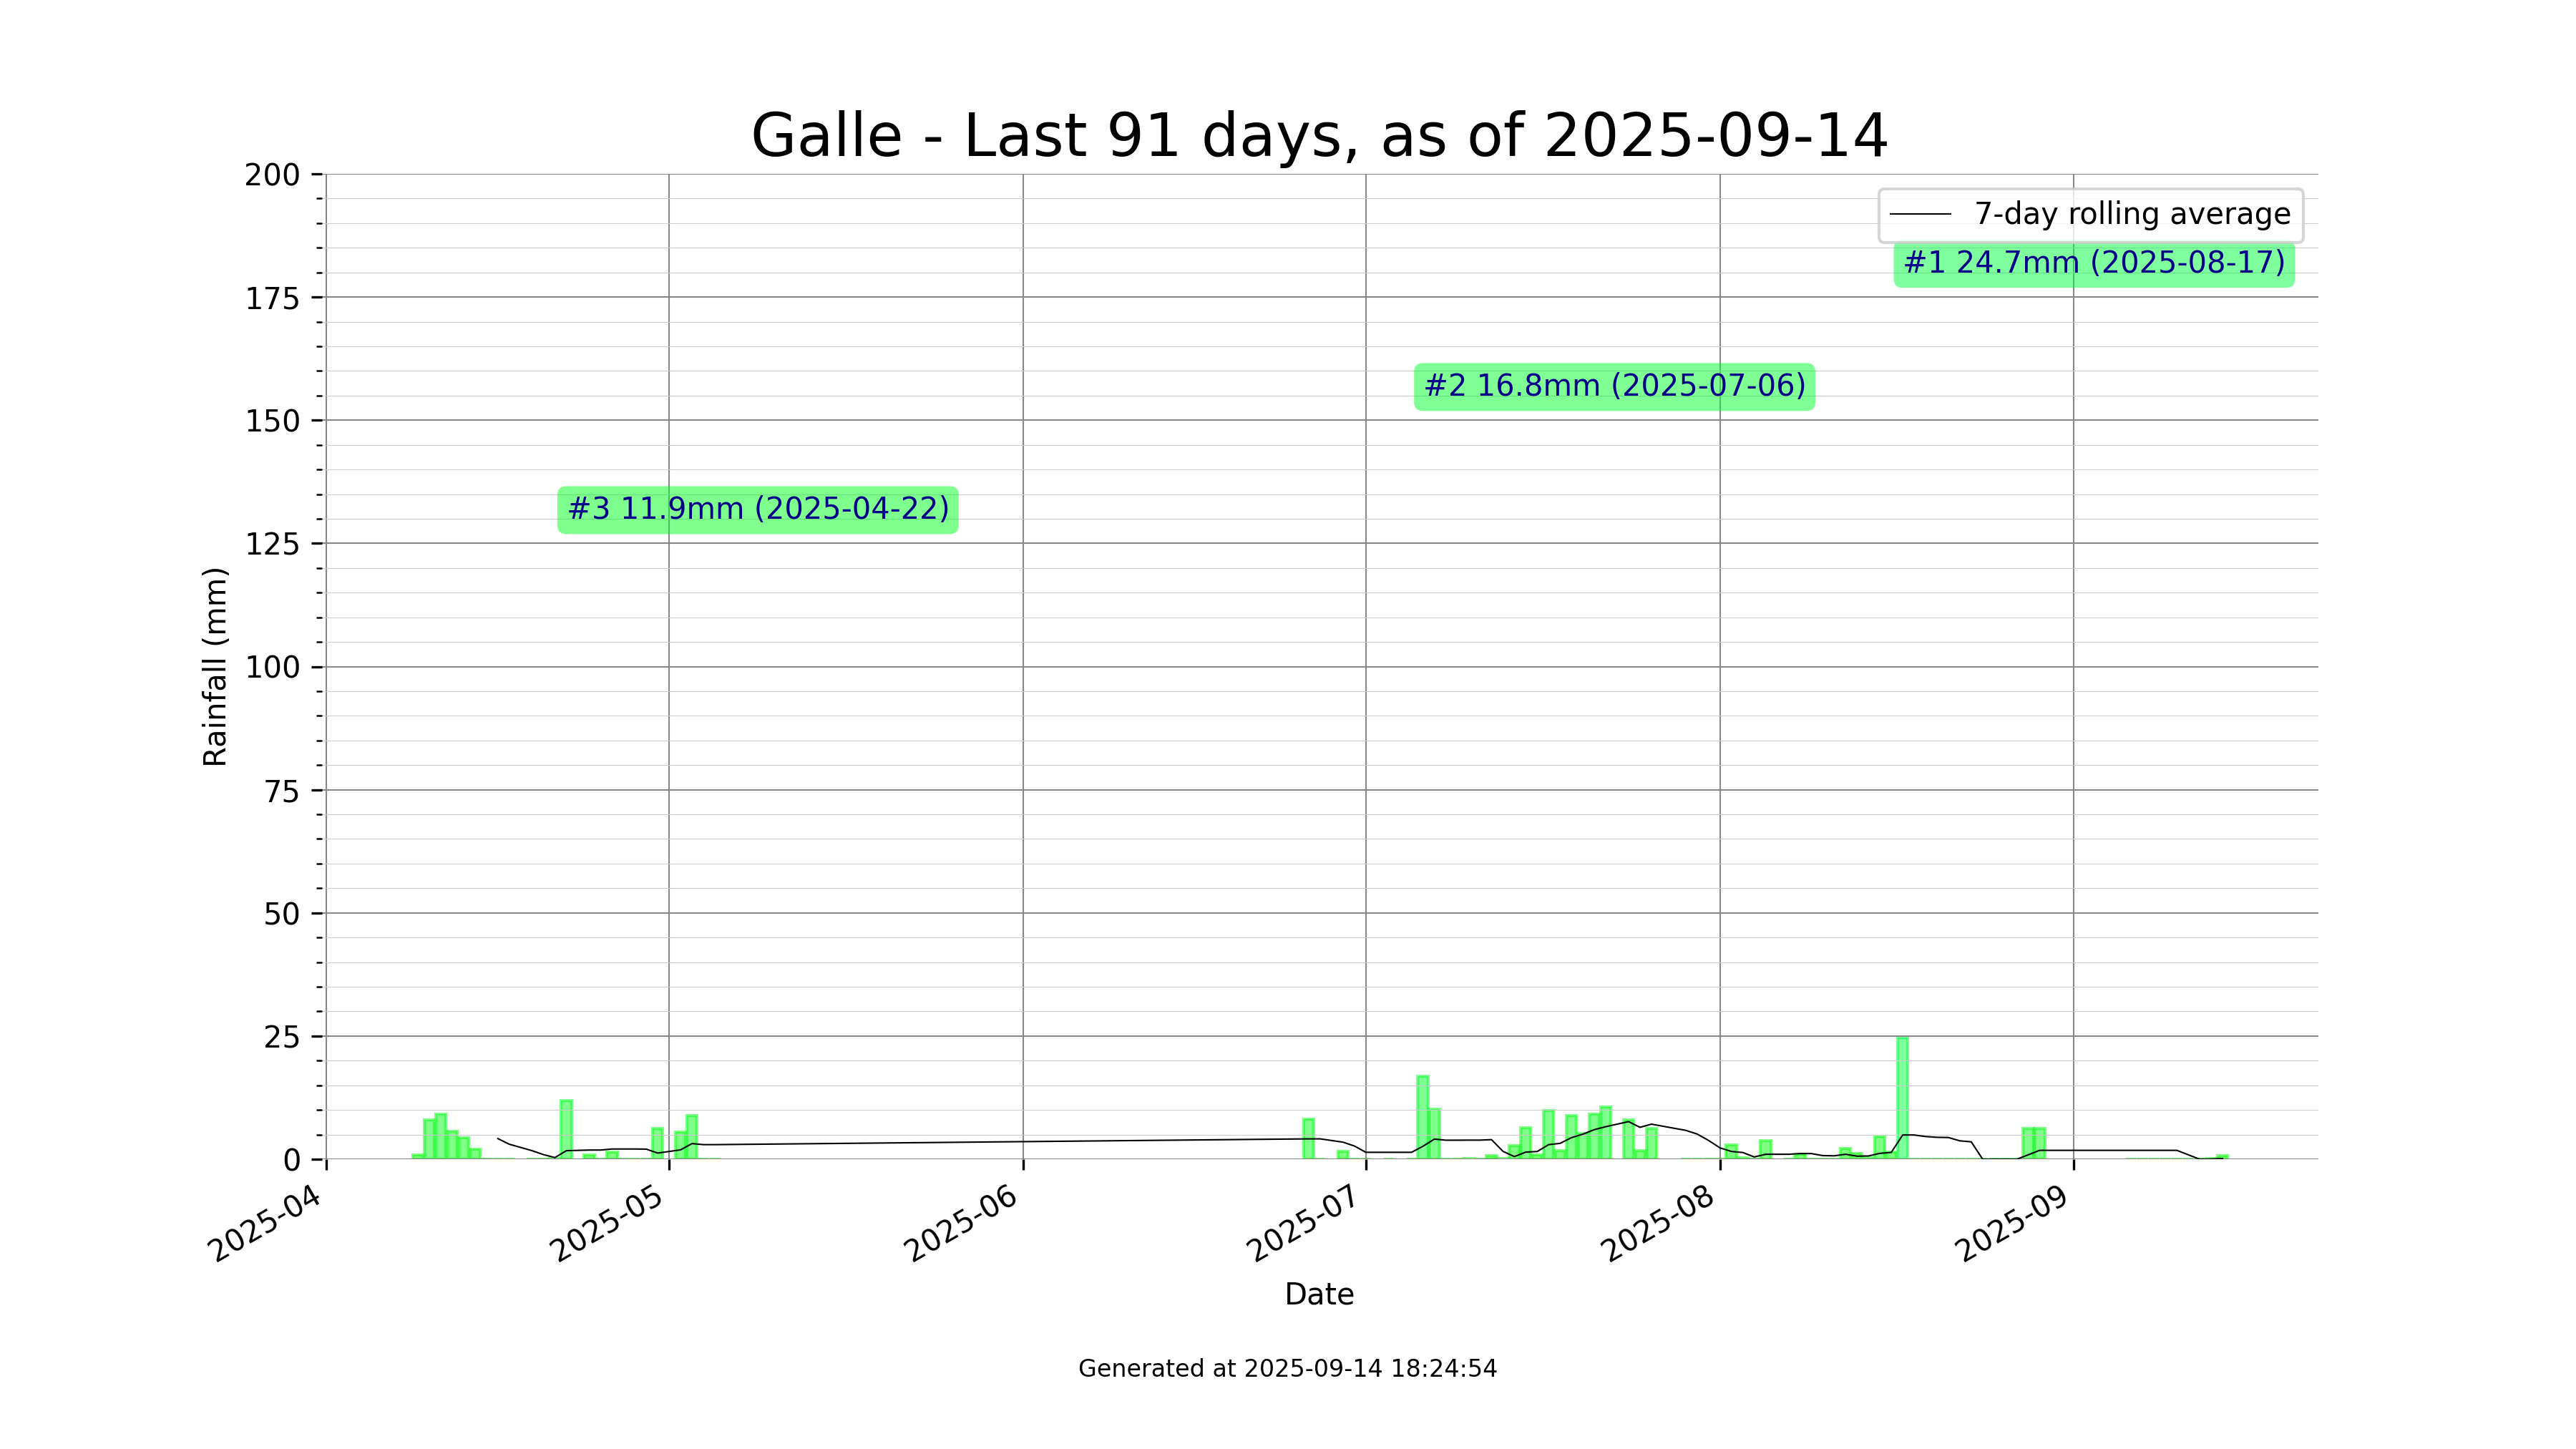 Galle - Last 91 days, as of 2025-09-14
200
175
150
125
100
75
50
25
0
Rainfall (mm)
7-day rolling average
#1 24.7mm (2025-08-17)
#2 16.8mm (2025-07-06)
#3 11.9mm (2025-04-22)
2025-04
2025-05
2025-06
2025-07
2025-08
2025-09
Date
Generated at 2025-09-14 18:24:54